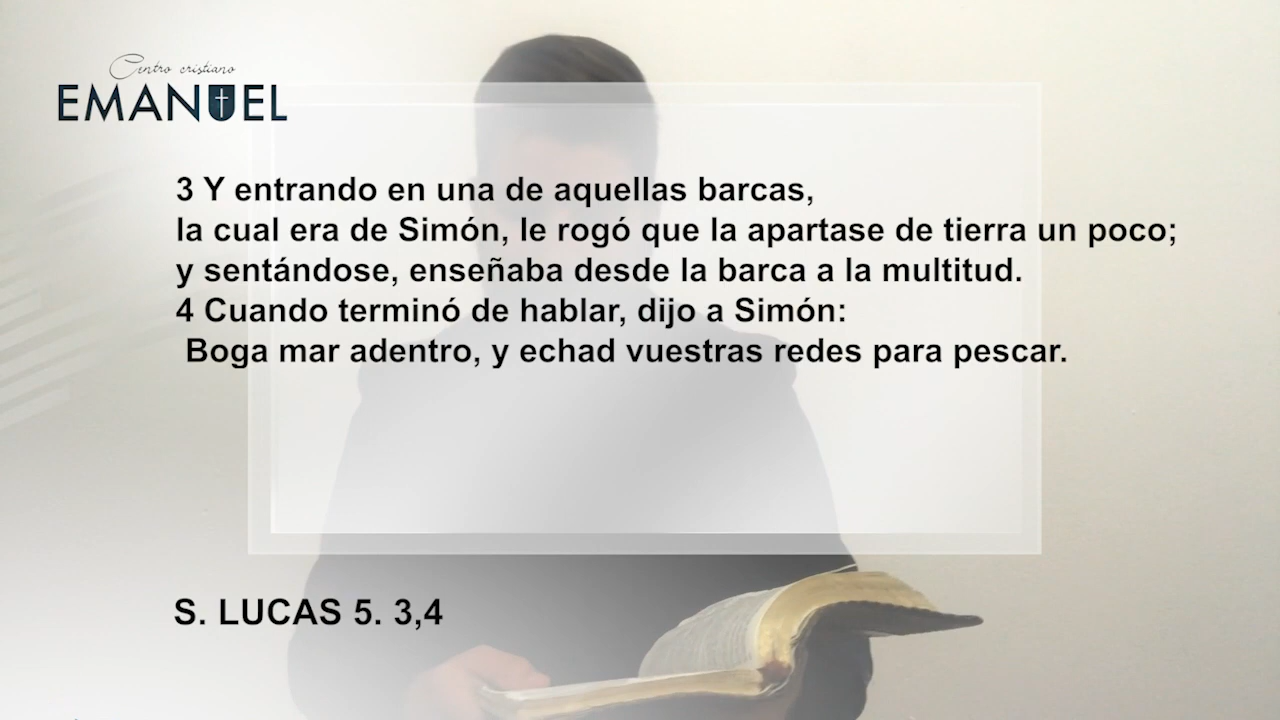 Centro cristiano
EMANUEL
3 Y entrando en una de aquellas barcas,
la cual era de Simón, le rogó que la apartase de tierra un poco;
y sentándose, enseñaba desde la barca a la multitud.
4 Cuando terminó de hablar, dijo a Simón:
Boga mar adentro, y echad vuestras redes para pescar.
S. LUCAS 5. 3,4